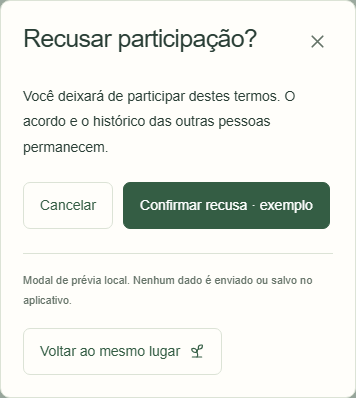 Recusar participação?
Você deixará de participar destes termos. O
acordo e o histórico das outras pessoas
permanecem.
Cancelar
Confirmar recusa · exemplo
Modal de prévia local. Nenhum dado é enviado ou salvo no
aplicativo.
Voltar ao mesmo lugar